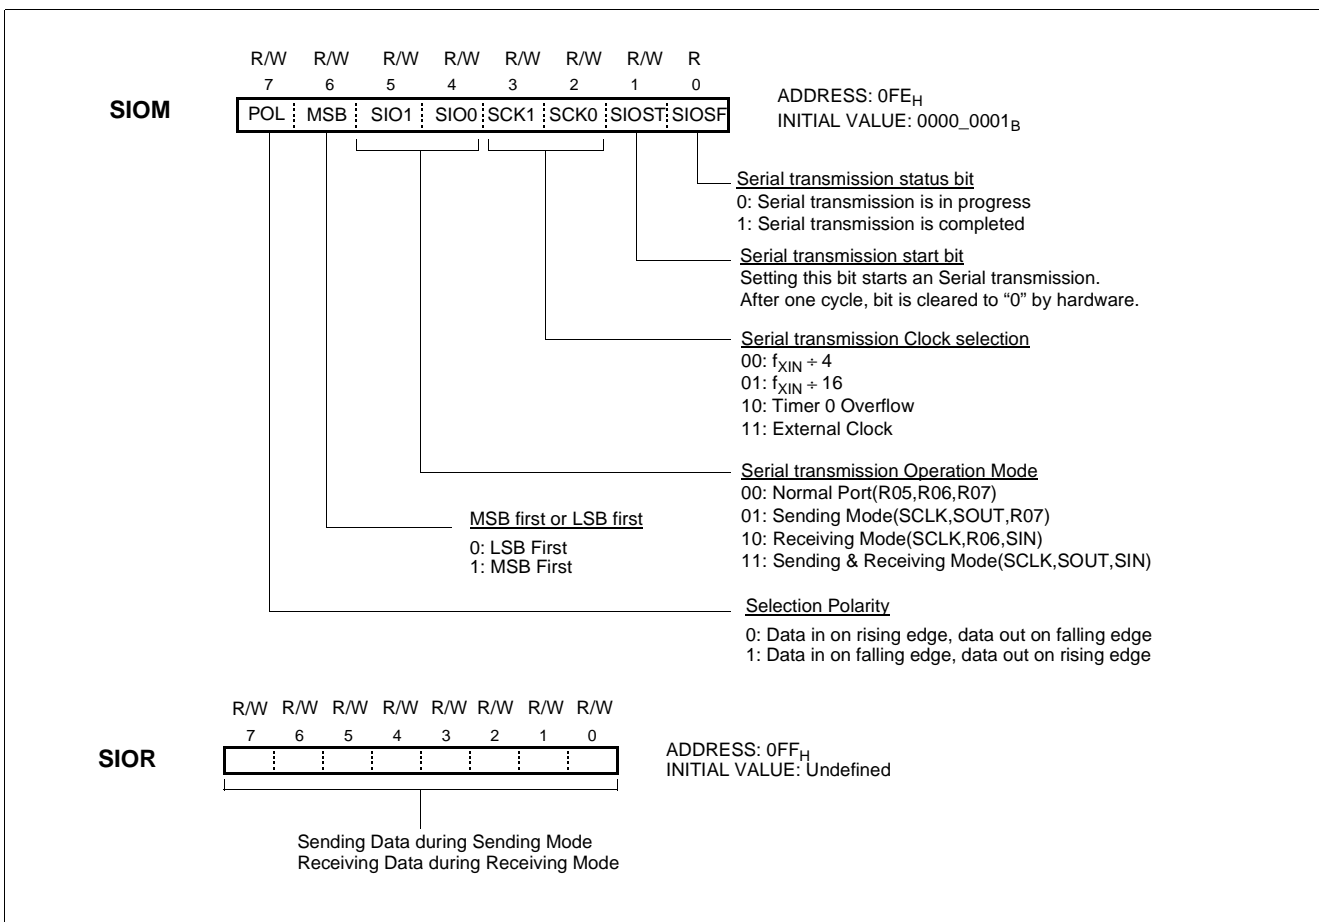 R/W R/W R/W R/W R/W R/W R/W R
7 6 5 4 3 2 1 0
SIOM
POL MSB SIO1 SIO0 SCK1 SCK0 SIOST SIOSF
ADDRESS: 0FEH
INITIAL VALUE: 0000_0001B
Serial transmission status bit
0: Serial transmission is in progress
1: Serial transmission is completed
Serial transmission start bit
Setting this bit starts an Serial transmission.
After one cycle, bit is cleared to “0” by hardware.
Serial transmission Clock selection
00: fXIN ÷ 4
01: fXIN ÷ 16
10: Timer 0 Overflow
11: External Clock
Serial transmission Operation Mode
00: Normal Port(R05,R06,R07)
01: Sending Mode(SCLK,SOUT,R07)
10: Receiving Mode(SCLK,R06,SIN)
11: Sending & Receiving Mode(SCLK,SOUT,SIN)
MSB first or LSB first
0: LSB First
1: MSB First
Selection Polarity
0: Data in on rising edge, data out on falling edge
1: Data in on falling edge, data out on rising edge
R/W R/W R/W R/W R/W R/W R/W R/W
7 6 5 4 3 2 1 0
SIOR
ADDRESS: 0FFH
INITIAL VALUE: Undefined
Sending Data during Sending Mode
Receiving Data during Receiving Mode